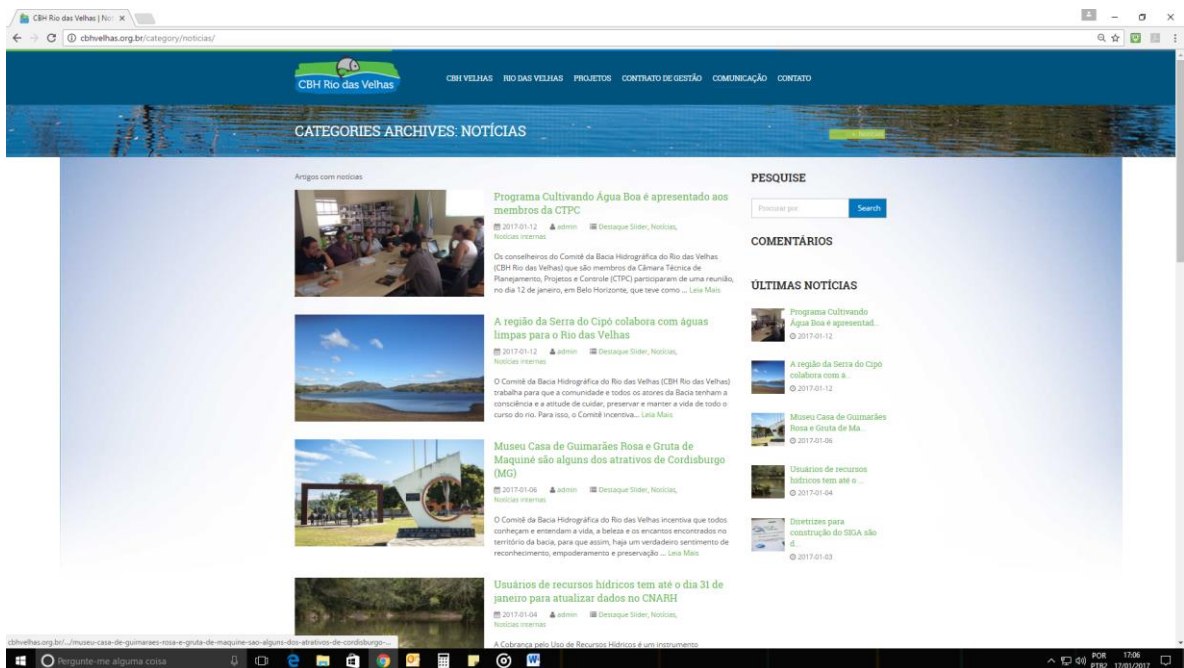 CBH Rio das Velhas | No
cbhvelhas.org.br/category/noticias/
CBH Rio das Velhas
CBH VELHAS RIO DAS VELHAS PROJETOS CONTRATO DE GESTÃO COMUNICAÇÃO CONTATO
CATEGORIES ARCHIVES: NOTÍCIAS
Notícias
Artigos com notícias
Programa Cultivando Água Boa é apresentado aos
membros da CTPC
2017-01-12 admin Destaque Slider, Notícias,
Notícias internas
Os conselheiros do Comitê da Bacia Hidrográfica do Rio das Velhas
(CBH Rio das Velhas) que são membros da Câmara Técnica de
Planejamento, Projetos e Controle (CTPC) participaram de uma reunião,
no dia 12 de janeiro, em Belo Horizonte, que teve como ... Leia Mais
A região da Serra do Cipó colabora com águas
limpas para o Rio das Velhas
2017-01-12 admin Destaque Slider, Notícias,
Notícias internas
O Comitê da Bacia Hidrográfica do Rio das Velhas (CBH Rio das Velhas)
trabalha para que a comunidade e todos os atores da Bacia tenham a
consciência e a atitude de cuidar, preservar e manter a vida de todo o
curso do rio. Para isso, o Comitê incentiva... Leia Mais
Museu Casa de Guimarães Rosa e Gruta de
Maquiné são alguns dos atrativos de Cordisburgo
(MG)
2017-01-06 admin Destaque Slider, Notícias,
Notícias internas
O Comitê da Bacia Hidrográfica do Rio das Velhas incentiva que todos
conheçam e entendam a vida, a beleza e os encantos encontrados no
território da bacia, para que assim, haja um verdadeiro sentimento de
reconhecimento, empoderamento e preservação ... Leia Mais
Usuários de recursos hídricos tem até o dia 31 de
janeiro para atualizar dados no CNARH
2017-01-04 admin Destaque Slider, Notícias,
Notícias internas
A Cobrança pelo Uso de Recursos Hídricos é um instrumento
PESQUISE
Procurar por Search
COMENTÁRIOS
ÚLTIMAS NOTÍCIAS
Programa Cultivando
Água Boa é apresentad...
2017-01-12
A região da Serra do Cipó
colabora com á...
2017-01-12
Museu Casa de Guimarães
Rosa e Gruta de Ma...
2017-01-06
Usuários de recursos
hídricos tem até o ...
2017-01-04
Diretrizes para
construção do SIGA são
d...
2017-01-03
cbhvelhas.org.br/.../museu-casa-de-guimaraes-rosa-e-gruta-de-maquine-sao-alguns-dos-atrativos-de-cordisburgo-...
Pergunte-me alguma coisa
POR 17:06
PTB2 17/01/2017